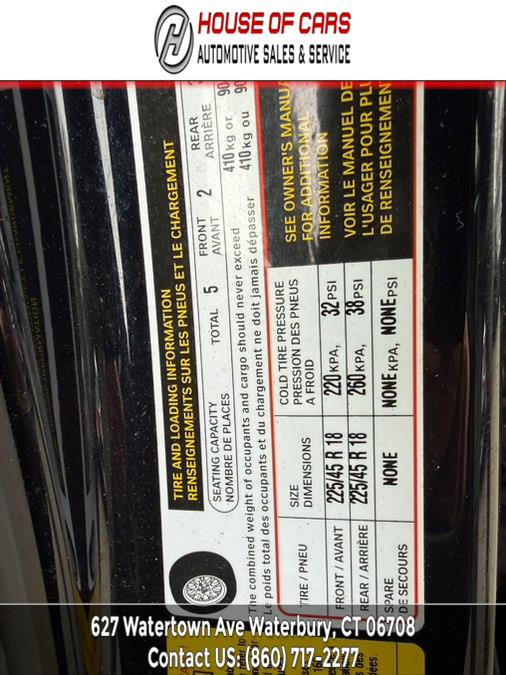 HOUSE OF CARS
AUTOMOTIVE SALES & SERVICE
TIRE AND LOADING INFORMATION
RENSEIGNEMENTS SUR LES PNEUS ET LE CHARGEMENT
SEATING CAPACITY
NOMBRE DE PLACES
TOTAL 5
FRONT
AVANT 2
REAR
ARRIÈRE
The combined weight of occupants and cargo should never exceed 410 kg or
Le poids total des occupants et du chargement ne doit jamais dépasser 410 kg ou
TIRE / PNEU
SIZE
DIMENSIONS
COLD TIRE PRESSURE
PRESSION DES PNEUS
A FROID
FRONT / AVANT 225/45 R 18 220 KPA, 32 PSI
REAR / ARRIÈRE 225/45 R 18 260 KPA, 38 PSI
SPARE
DE SECOURS NONE NONE KPA, NONE PSI
SEE OWNER'S MANUAL
FOR ADDITIONAL
INFORMATION
VOIR LE MANUEL DE
L'USAGER POUR PLUS
DE RENSEIGNEMENTS
627 Watertown Ave Waterbury, CT 06708
Contact US: (860) 717-2277